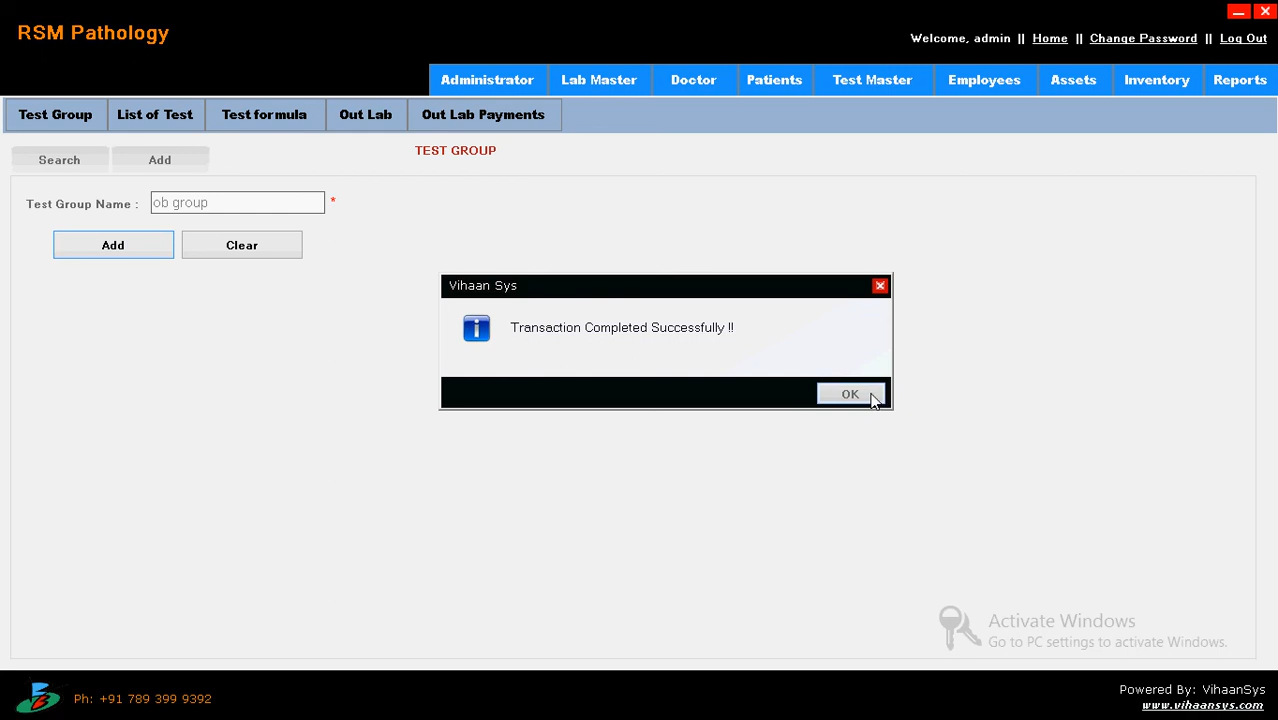 RSM Pathology
Welcome, admin || Home || Change Password || Log Out
Administrator Lab Master Doctor Patients Test Master Employees Assets Inventory Reports
Test Group List of Test Test formula Out Lab Out Lab Payments
Search Add TEST GROUP
Test Group Name : ob group *
Add Clear
Vihaan Sys
Transaction Completed Successfully !!
OK
Activate Windows
Go to PC settings to activate Windows.
Ph: +91 789 399 9392
Powered By: VihaanSys
www.vihaansys.com